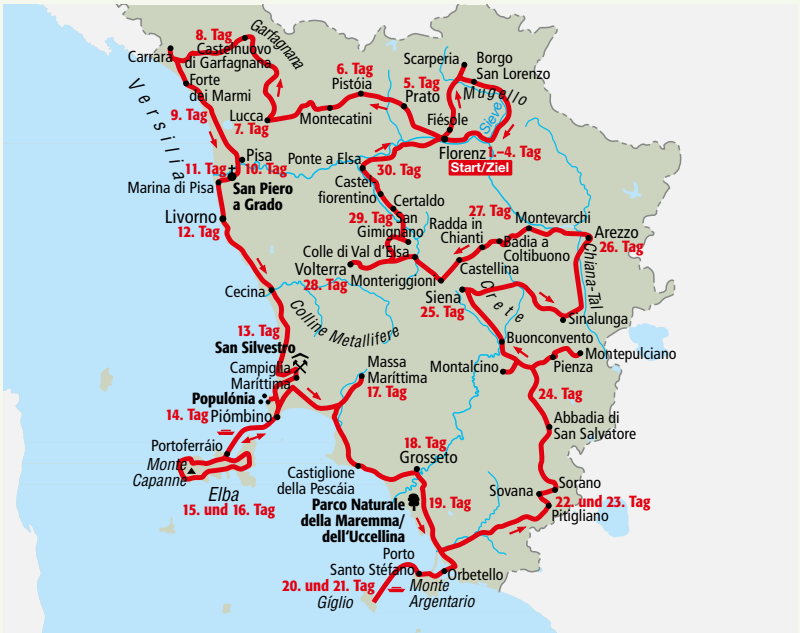 8. Tag
Garfagnana
Carrara
Castelnuovo
di Garfagnana
Forte
dei Marmi
Versilia
9. Tag
Lucca
7. Tag
6. Tag
Pistóia
Montecatini
5. Tag
Prato
Scarperia
Borgo
San Lorenzo
Mugello
Sieve
Fiésole
Florenz
1.–4. Tag
Start/Ziel
Pisa
11. Tag
10. Tag
Marina di Pisa
San Piero
a Grado
Livorno
12. Tag
Ponte a Elsa
30. Tag
Castel-
fiorentino
Certaldo
29. Tag
San
Gimignano
Colle di Val d'Elsa
Volterra
28. Tag
Monteriggioni
Radda in
Chianti
27. Tag
Montevarchi
Badia a
Coltibuono
Castellina
Arezzo
26. Tag
Chiana-Tal
Siena
25. Tag
Crete
Sinalunga
Cecina
Colline Metallifere
13. Tag
San Silvestro
Campiglia
Maríttima
Populónia
14. Tag
Piómbino
Massa
Maríttima
17. Tag
Buonconvento
Montepulciano
Montalcino
Pienza
24. Tag
Abbadia di
San Salvatore
Portoferráio
Monte
Capanne
Elba
15. und 16. Tag
Castiglione
della Pescáia
18. Tag
Grosseto
Parco Naturale
della Maremma/
dell'Uccellina
19. Tag
Sorano
Sovana
22. und 23. Tag
Pitigliano
Porto
Santo Stéfano
Orbetello
20. und 21. Tag
Gíglio
Monte
Argentario